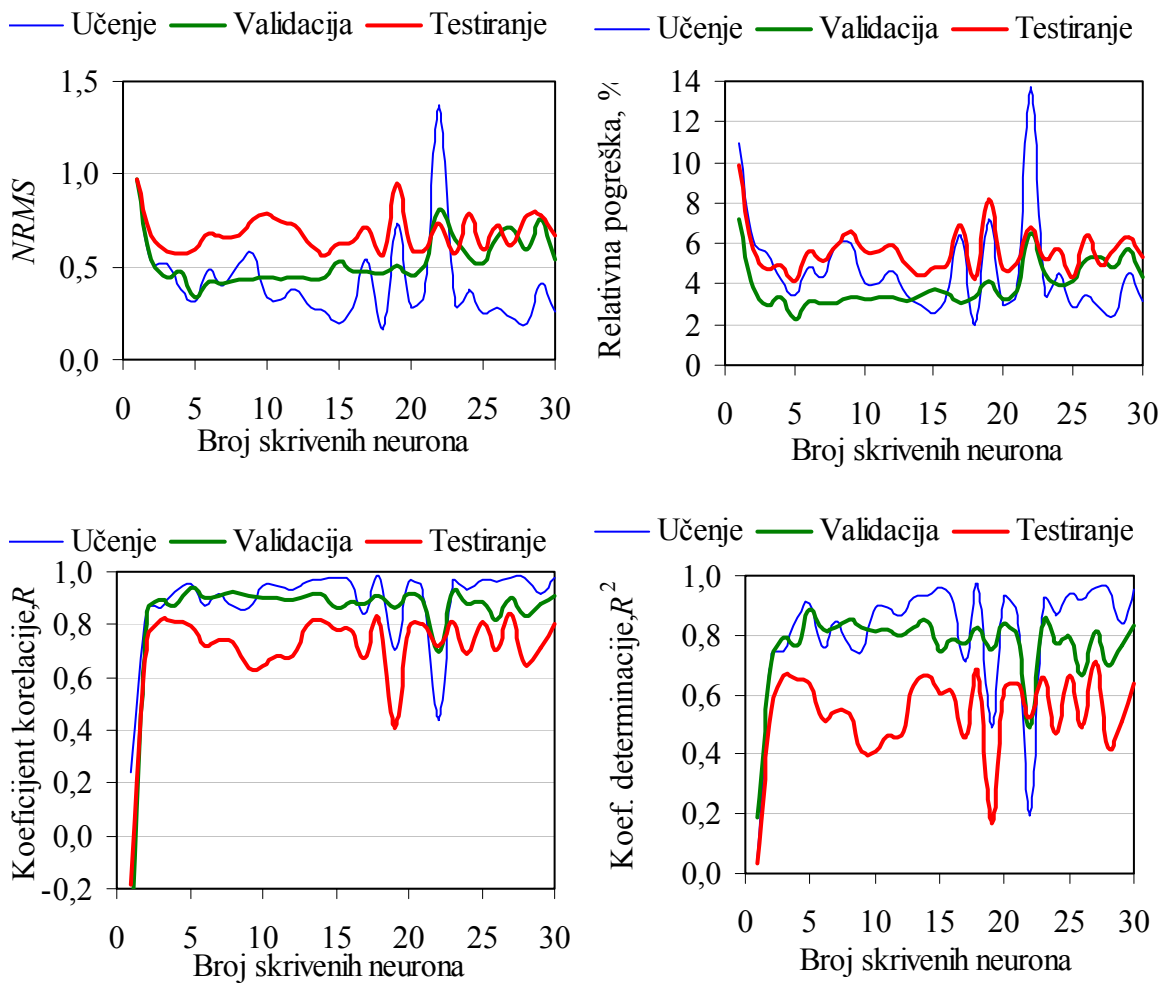 Učenje Validacija Testiranje
NRMS
1,5
1,0
0,5
0,0
0 5 10 15 20 25 30
Broj skrivenih neurona
Učenje Validacija Testiranje
Relativna pogreška, %
14
12
10
8
6
4
2
0
0 5 10 15 20 25 30
Broj skrivenih neurona
Učenje Validacija Testiranje
Koeficijent korelacije,R
1,0
0,8
0,6
0,4
0,2
0,0
-0,2
0 5 10 15 20 25 30
Broj skrivenih neurona
Učenje Validacija Testiranje
Koef. determinacije,R²
1,0
0,8
0,6
0,4
0,2
0,0
0 5 10 15 20 25 30
Broj skrivenih neurona